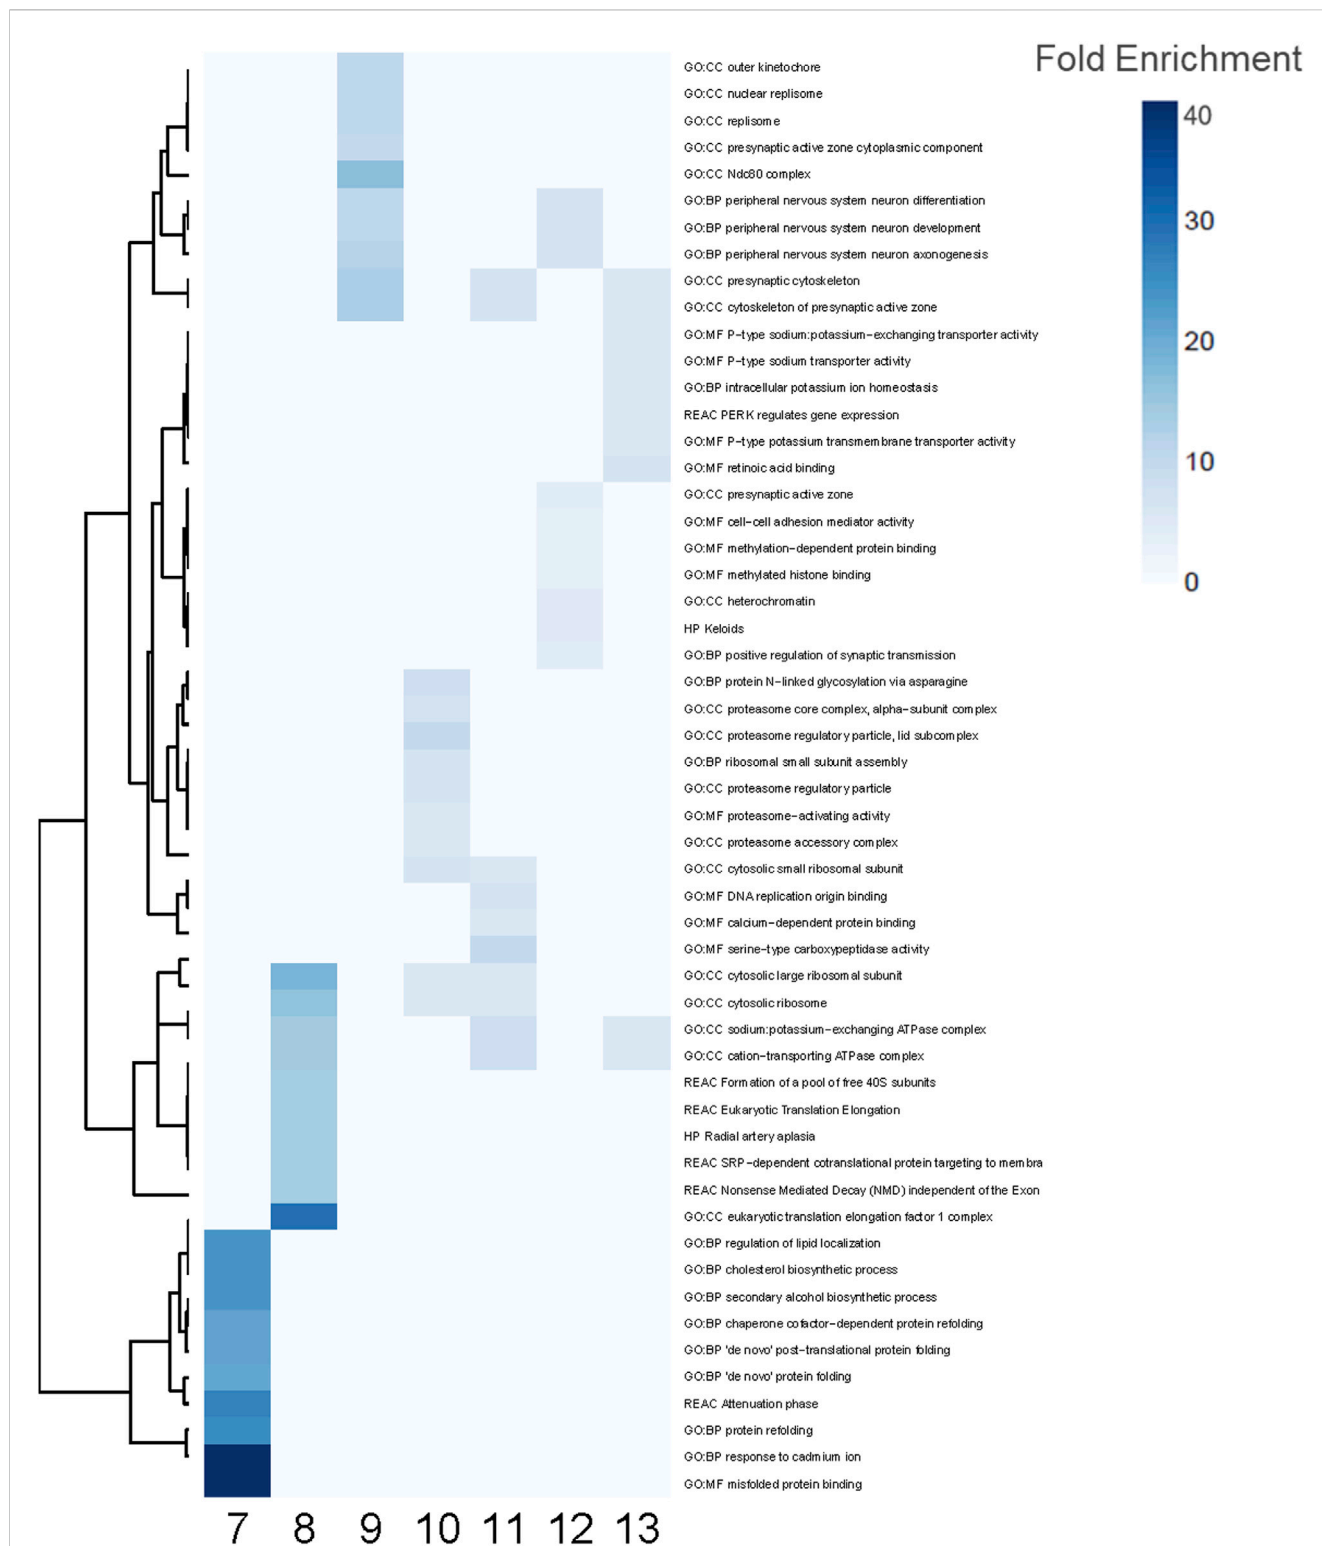 Fold Enrichment
40
30
20
10
0
GO:CC outer kinetochore
GO:CC nuclear replisome
GO:CC replisome
GO:CC presynaptic active zone cytoplasmic component
GO:CC Ndc80 complex
GO:BP peripheral nervous system neuron differentiation
GO:BP peripheral nervous system neuron development
GO:BP peripheral nervous system neuron axonogenesis
GO:CC presynaptic cytoskeleton
GO:CC cytoskeleton of presynaptic active zone
GO:MF P-type sodium:potassium-exchanging transporter activity
GO:MF P-type sodium transporter activity
GO:BP intracellular potassium ion homeostasis
REAC PERK regulates gene expression
GO:MF P-type potassium transmembrane transporter activity
GO:MF retinoic acid binding
GO:CC presynaptic active zone
GO:MF cell-cell adhesion mediator activity
GO:MF methylation-dependent protein binding
GO:MF methylated histone binding
GO:CC heterochromatin
HP Keloids
GO:BP positive regulation of synaptic transmission
GO:BP protein N-linked glycosylation via asparagine
GO:CC proteasome core complex, alpha-subunit complex
GO:CC proteasome regulatory particle, lid subcomplex
GO:BP ribosomal small subunit assembly
GO:CC proteasome regulatory particle
GO:MF proteasome-activating activity
GO:CC proteasome accessory complex
GO:CC cytosolic small ribosomal subunit
GO:MF DNA replication origin binding
GO:MF calcium-dependent protein binding
GO:MF serine-type carboxypeptidase activity
GO:CC cytosolic large ribosomal subunit
GO:CC cytosolic ribosome
GO:CC sodium:potassium-exchanging ATPase complex
GO:CC cation-transporting ATPase complex
REAC Formation of a pool of free 40S subunits
REAC Eukaryotic Translation Elongation
HP Radial artery aplasia
REAC SRP-dependent cotranslational protein targeting to membra
REAC Nonsense Mediated Decay (NMD) independent of the Exon
GO:CC eukaryotic translation elongation factor 1 complex
GO:BP regulation of lipid localization
GO:BP cholesterol biosynthetic process
GO:BP secondary alcohol biosynthetic process
GO:BP chaperone cofactor-dependent protein refolding
GO:BP 'de novo' post-translational protein folding
GO:BP 'de novo' protein folding
REAC Attenuation phase
GO:BP protein refolding
GO:BP response to cadmium ion
GO:MF misfolded protein binding
7 8 9 10 11 12 13